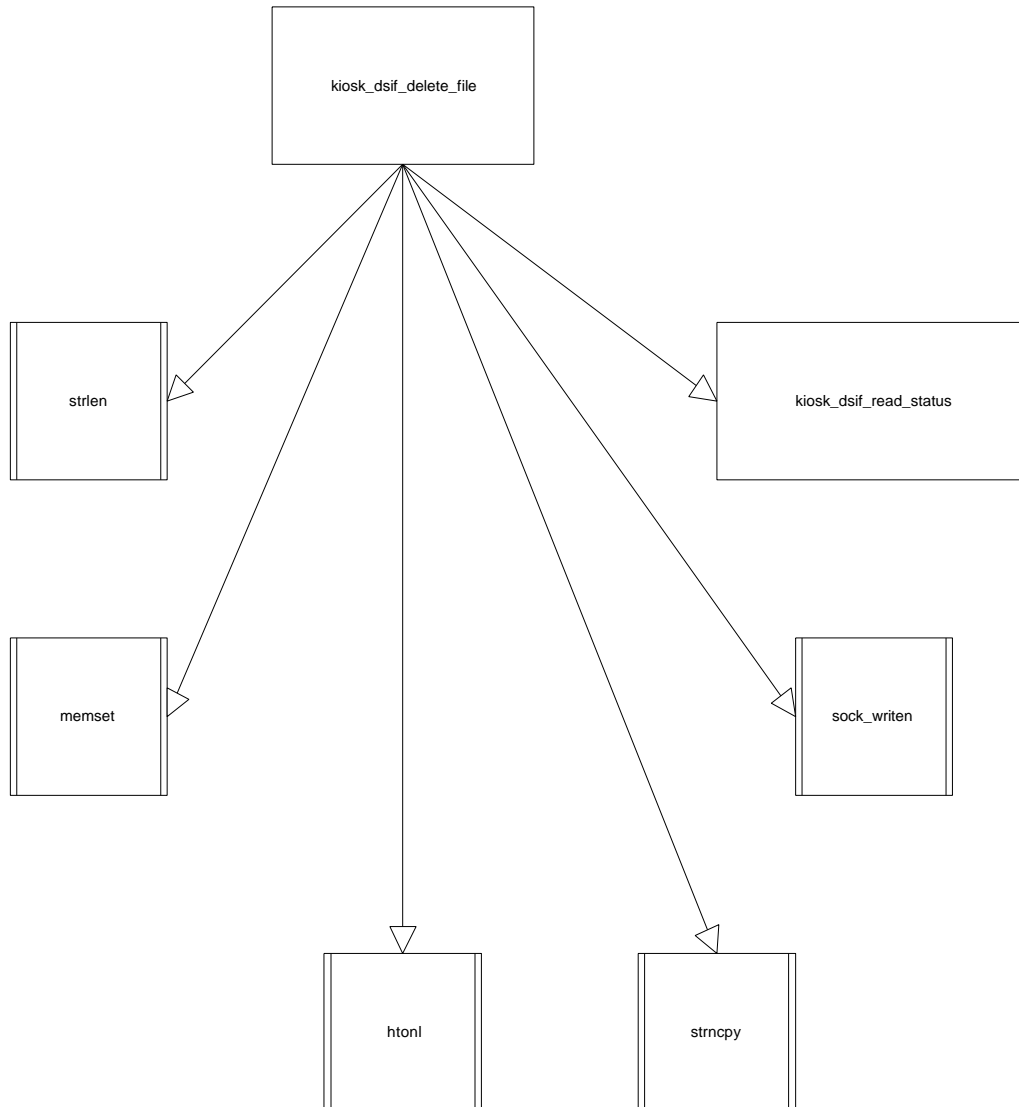 kiosk_dsif_delete_file
strlen
kiosk_dsif_read_status
memset
sock_writen
htonl
strncpy